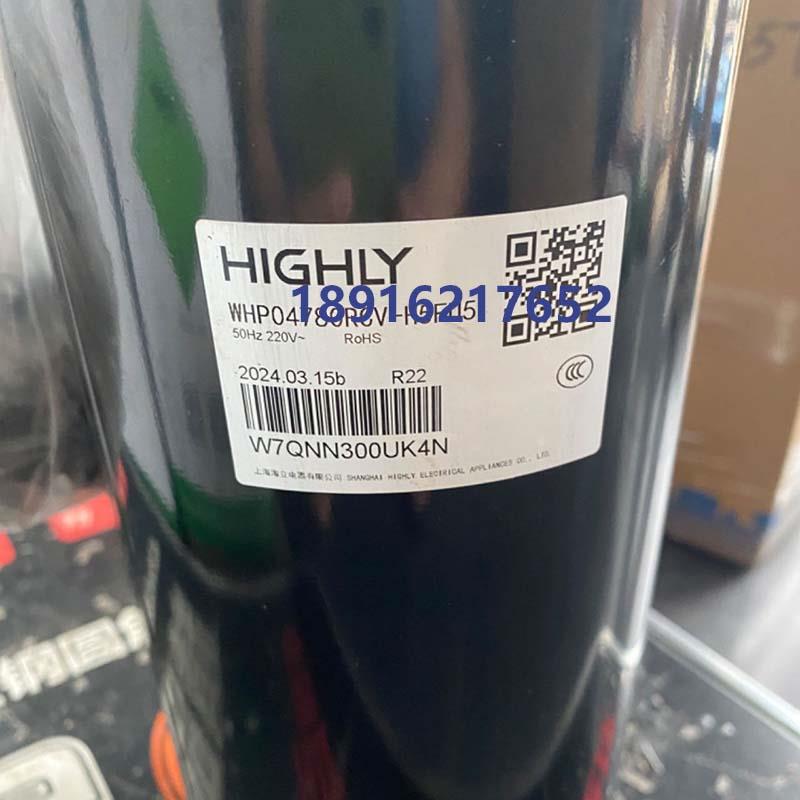 HIGHLY
18916217652
50Hz 220V~ RoHS
2024.03.15b R22
W7QNN300UK4N
上海海立电器有限公司 SHANGHAI HIGHLY ELECTRICAL APPLIANCES CO., LTD.
CCC